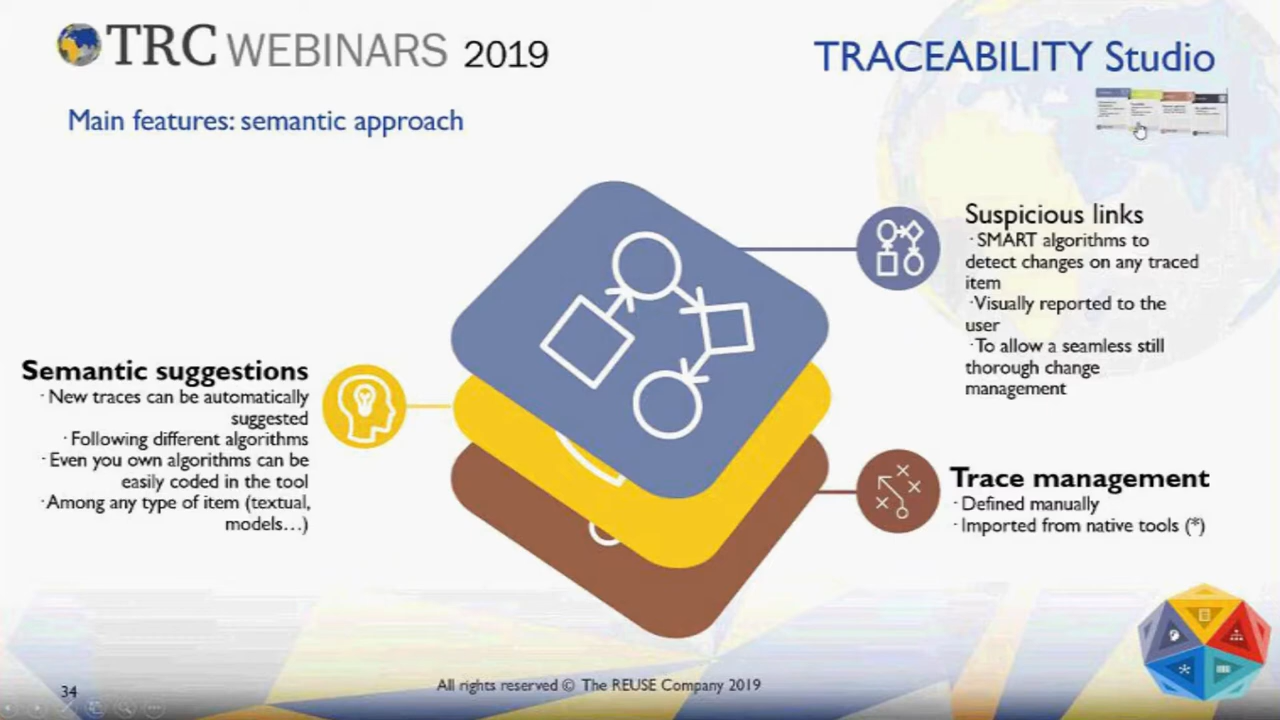 TRC WEBINARS 2019
TRACEABILITY Studio
Main features: semantic approach
Suspicious links
· SMART algorithms to
detect changes on any traced
item
· Visually reported to the
user
· To allow a seamless still
thorough change
management
Semantic suggestions
· New traces can be automatically
suggested
· Following different algorithms
· Even you own algorithms can be
easily coded in the tool
· Among any type of item (textual,
models...)
Trace management
· Defined manually
· Imported from native tools (*)
All rights reserved © The REUSE Company 2019
34